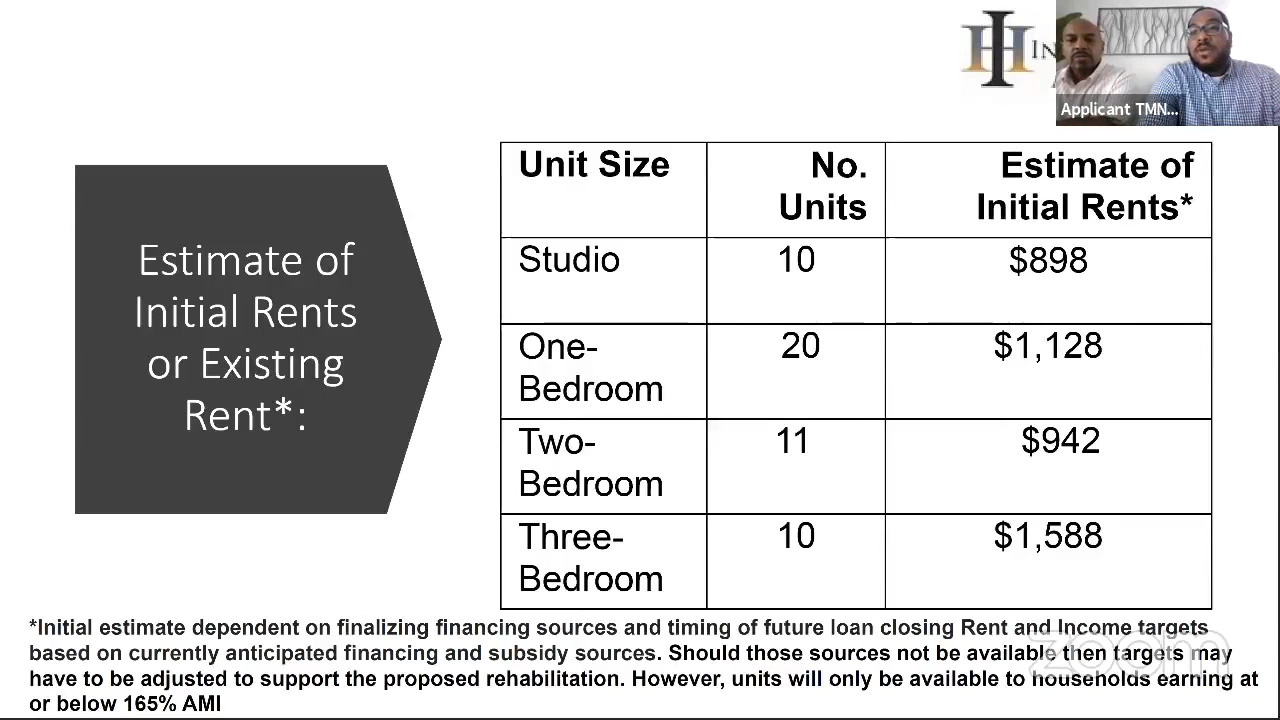 Applicant TMN...
Estimate of
Initial Rents
or Existing
Rent*:
Unit Size No. Units Estimate of Initial Rents*
Studio 10 $898
One-Bedroom 20 $1,128
Two-Bedroom 11 $942
Three-Bedroom 10 $1,588
*Initial estimate dependent on finalizing financing sources and timing of future loan closing Rent and Income targets
based on currently anticipated financing and subsidy sources. Should those sources not be available then targets may
have to be adjusted to support the proposed rehabilitation. However, units will only be available to households earning at
or below 165% AMI
zoom